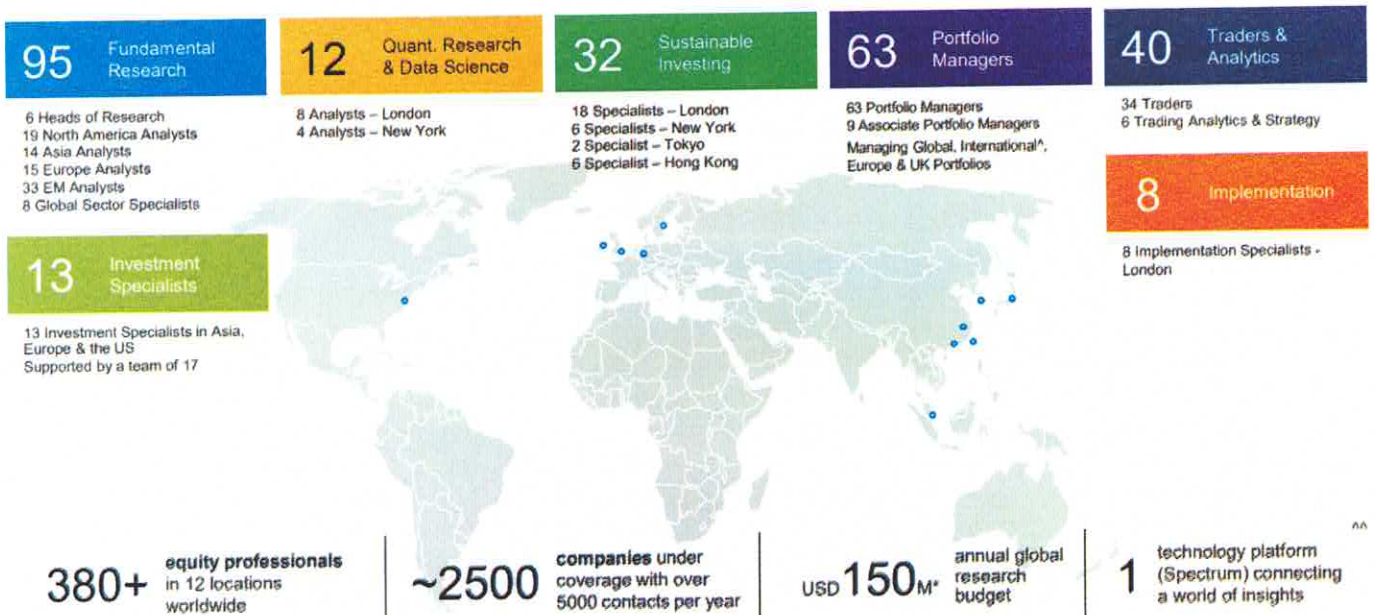 95
Fundamental
Research
6 Heads of Research
19 North America Analysts
14 Asia Analysts
15 Europe Analysts
33 EM Analysts
8 Global Sector Specialists
12
Quant. Research
& Data Science
8 Analysts – London
4 Analysts – New York
32
Sustainable
Investing
18 Specialists – London
6 Specialists – New York
2 Specialist – Tokyo
6 Specialist – Hong Kong
63
Portfolio
Managers
63 Portfolio Managers
9 Associate Portfolio Managers
Managing Global, International^,
Europe & UK Portfolios
40
Traders &
Analytics
34 Traders
6 Trading Analytics & Strategy
8
Implementation
8 Implementation Specialists -
London
13
Investment
Specialists
13 Investment Specialists in Asia,
Europe & the US
Supported by a team of 17
380+
equity professionals
in 12 locations
worldwide
~2500
companies under
coverage with over
5000 contacts per year
USD 150M*
annual global
research
budget
1
technology platform
(Spectrum) connecting
a world of insights
^^